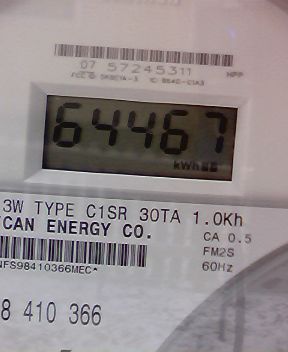 07 57245311
HPP
64467
kWh
3W TYPE C1SR 30TA 1.0Kh
CAN ENERGY CO.
CA 0.5
FM2S
60Hz
NFS98410366MEC*
8 410 366